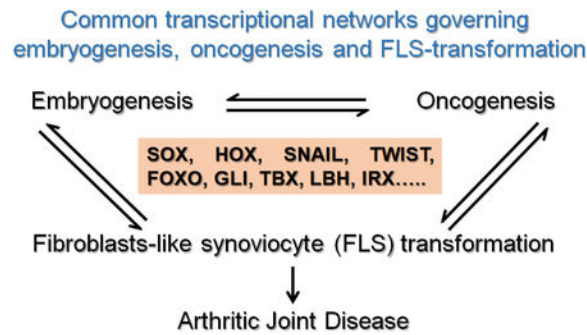 Common transcriptional networks governing
embryogenesis, oncogenesis and FLS-transformation
Embryogenesis
Oncogenesis
SOX, HOX, SNAIL, TWIST,
FOXO, GLI, TBX, LBH, IRX.....
Fibroblasts-like synoviocyte (FLS) transformation
Arthritic Joint Disease